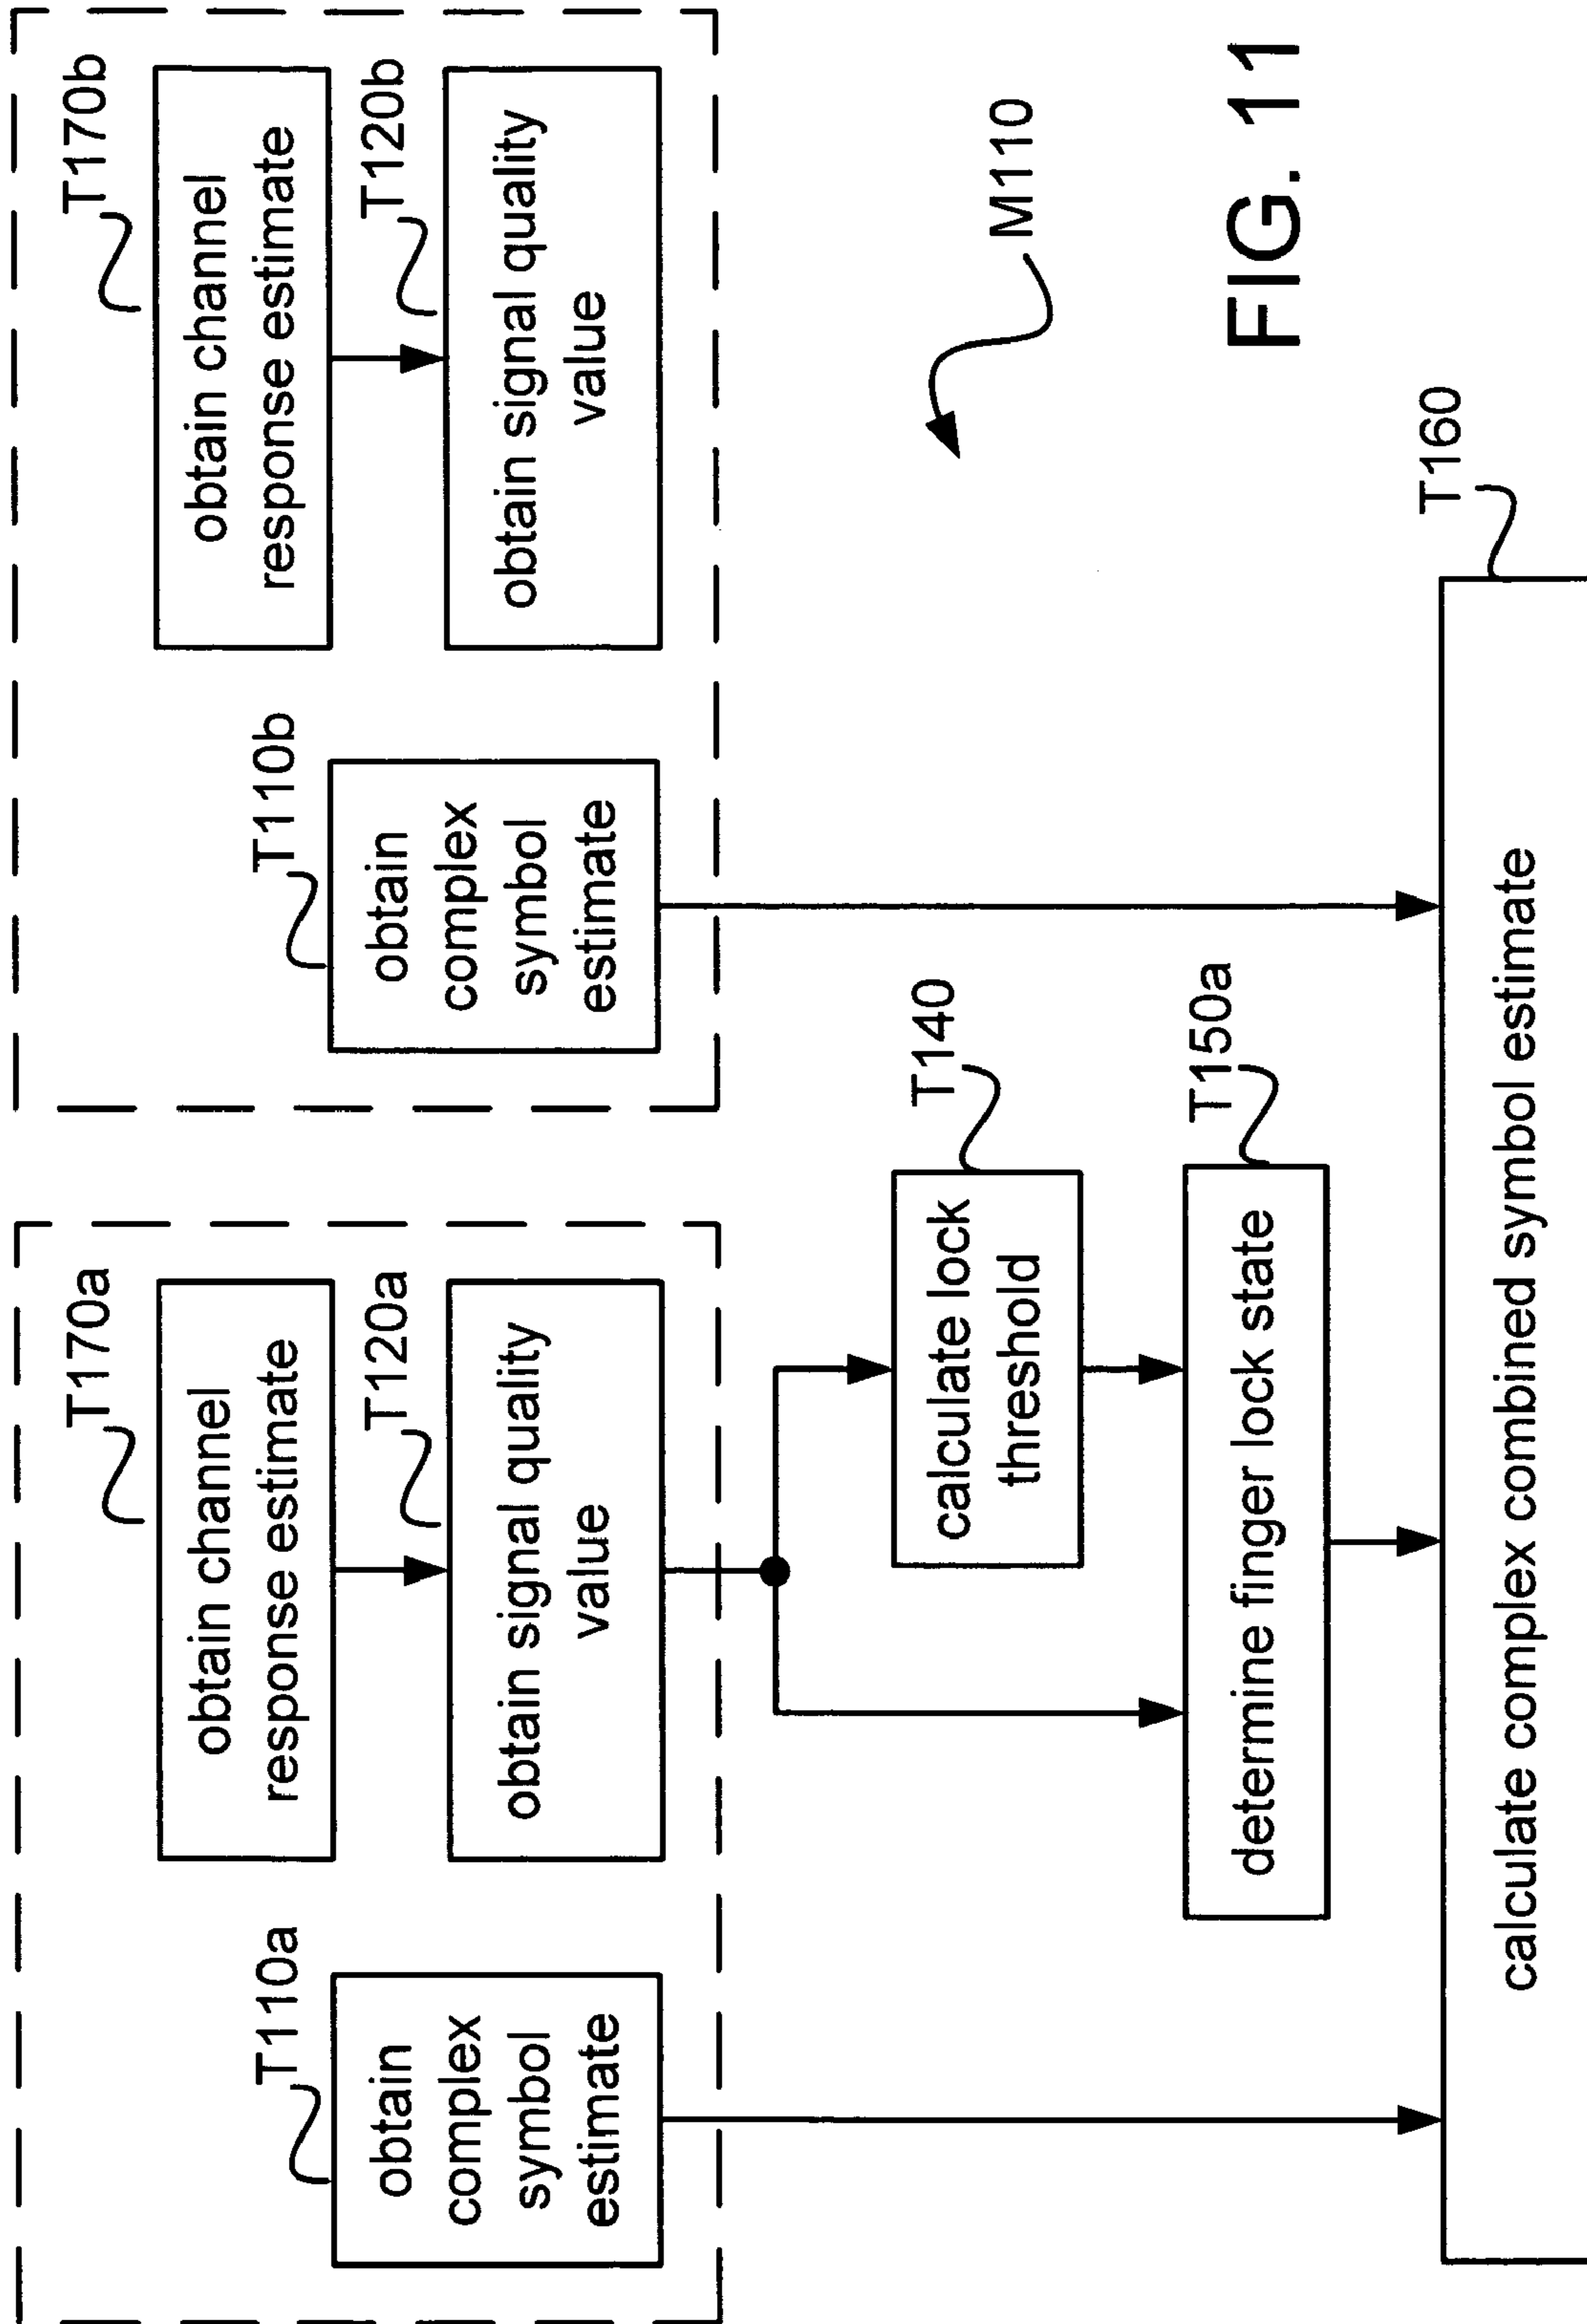 T170a
obtain channel
response estimate
T120a
obtain signal quality
value
T110a
obtain
complex
symbol
estimate
T170b
obtain channel
response estimate
T120b
obtain signal quality
value
T110b
obtain
complex
symbol
estimate
T140
calculate lock
threshold
T150a
determine finger lock state
M110
T160
calculate complex combined symbol estimate
FIG. 11